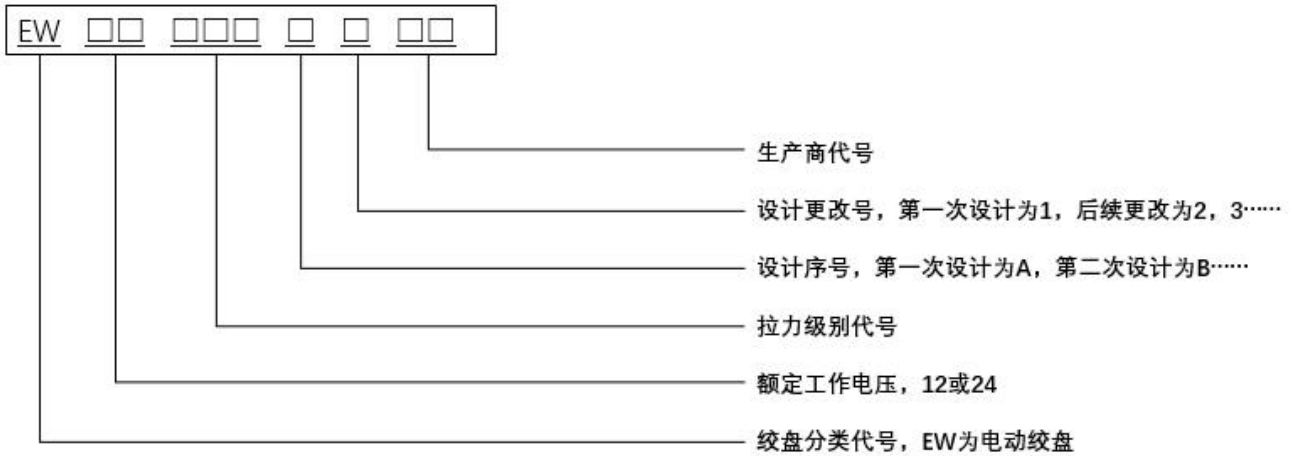 EW □□ □□□ □ □ □□
生产商代号
设计更改号，第一次设计为1，后续更改为2，3……
设计序号，第一次设计为A，第二次设计为B……
拉力级别代号
额定工作电压，12或24
绞盘分类代号，EW为电动绞盘